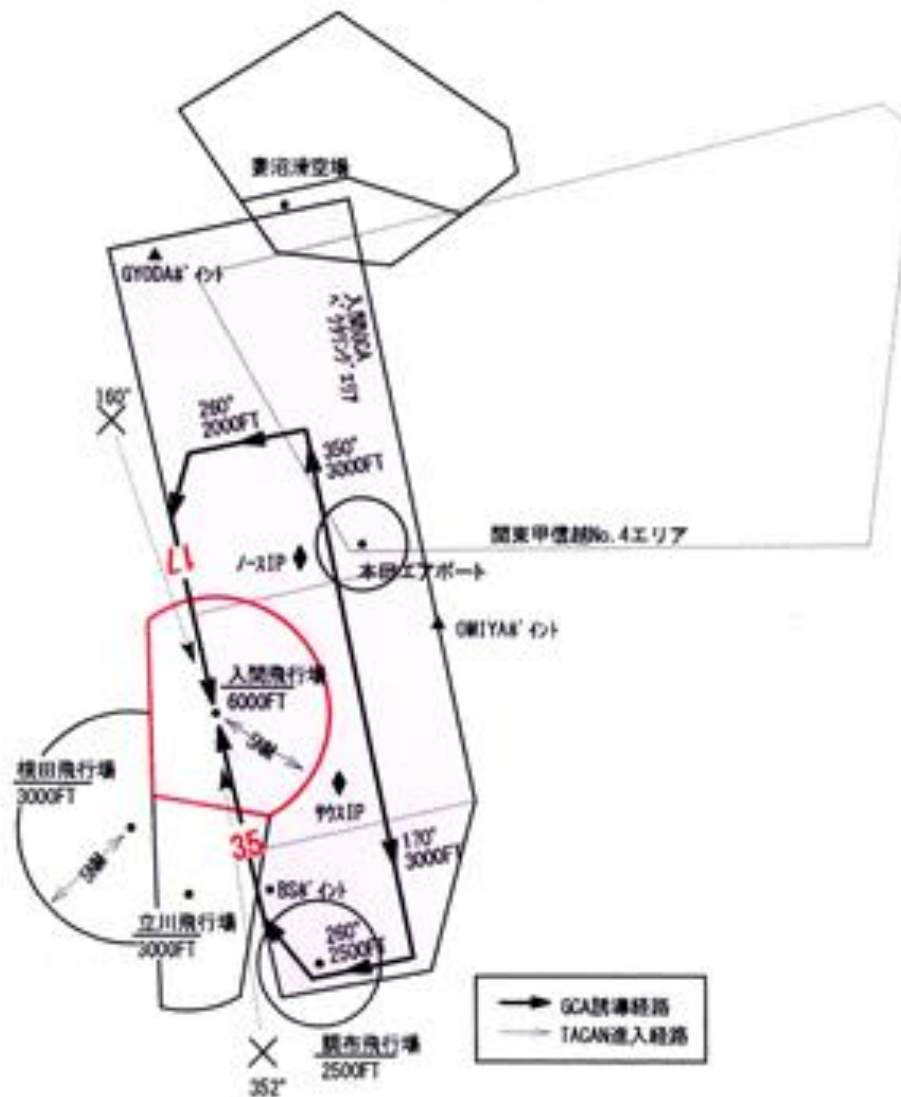 妻沼滑空場
GYODAポイント
入間GCA
ベクタリングエリア
160°
260°
2000FT
350°
3000FT
関東甲信越No.4エリア
17
ノースIP
本田エアポート
OMIYAポイント
入間飛行場
6000FT
5NM
横田飛行場
3000FT
サウスIP
5NM
35
170°
3000FT
BSポイント
立川飛行場
3000FT
260°
2500FT
GCA誘導経路
TACAN進入経路
調布飛行場
2500FT
352°